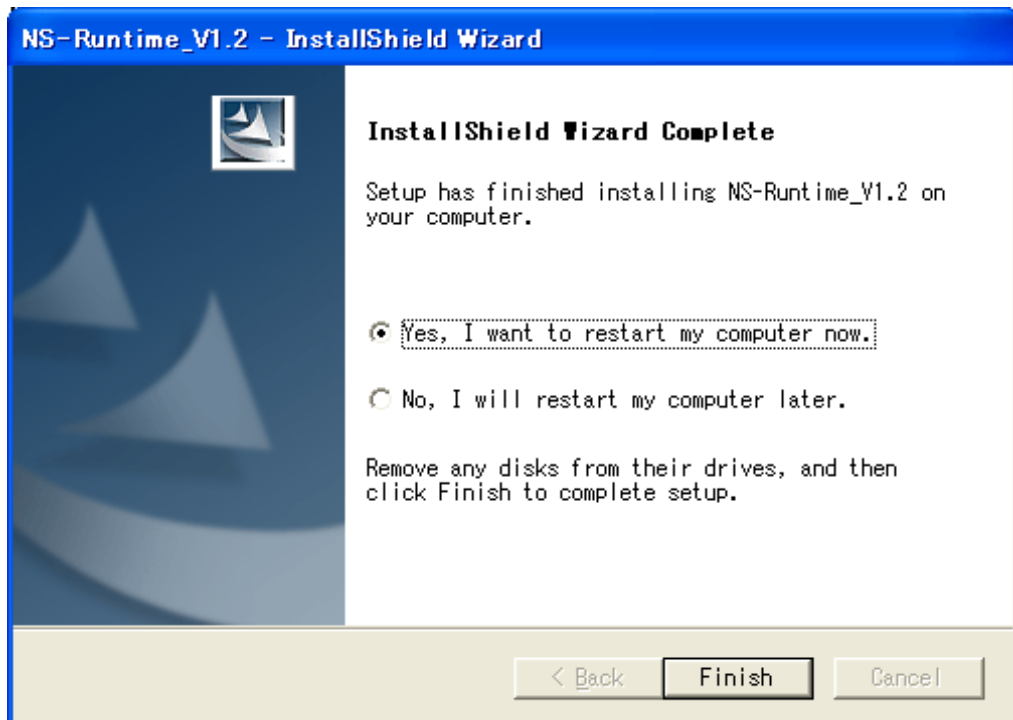 NS-Runtime_V1.2 - InstallShield Wizard
InstallShield Wizard Complete
Setup has finished installing NS-Runtime_V1.2 on
your computer.
Yes, I want to restart my computer now.
No, I will restart my computer later.
Remove any disks from their drives, and then
click Finish to complete setup.
< Back
Finish
Cancel